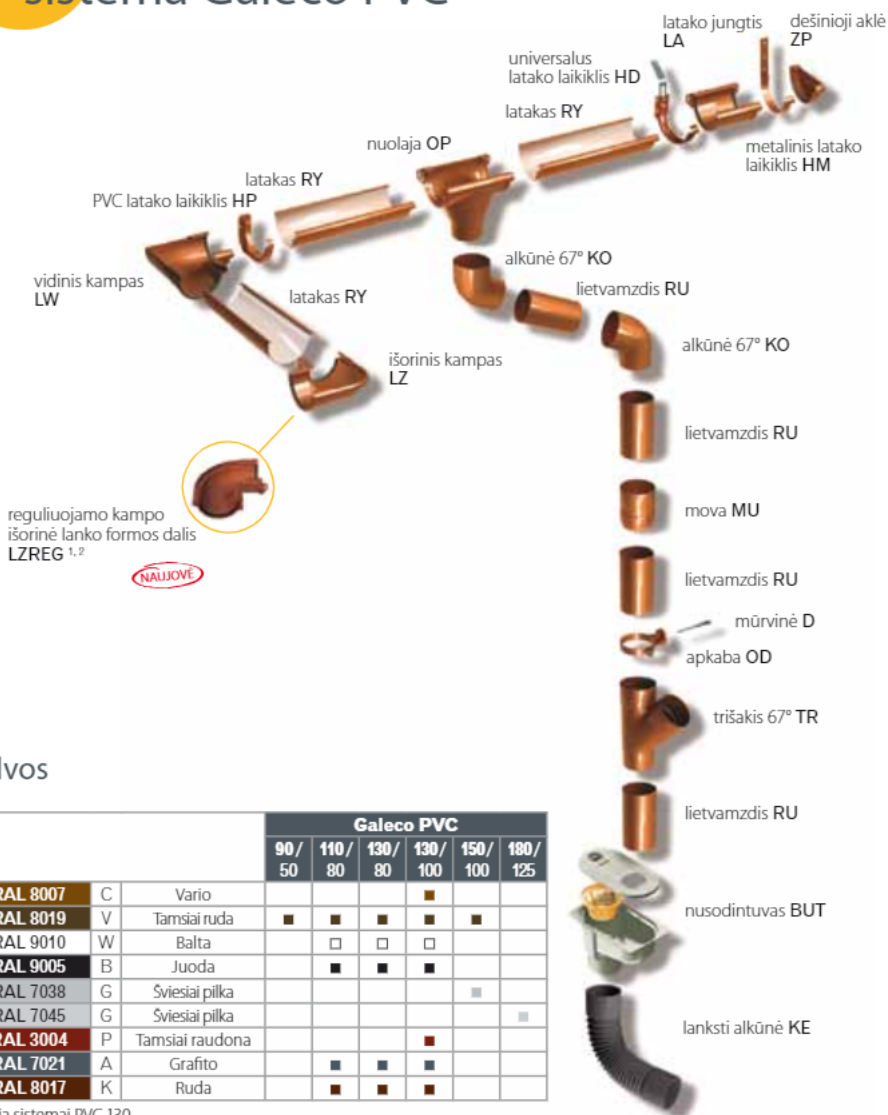 sistema Galeco PVC
latako jungtis
LA
dešinioji aklė
ZP
universalus
latako laikiklis HD
latakas RY
metalinis latako
laikiklis HM
nuolaja OP
latakas RY
PVC latako laikiklis HP
vidinis kampas
LW
latakas RY
alkūnė 67° KO
lietvamzdis RU
išorinis kampas
LZ
alkūnė 67° KO
lietvamzdis RU
reguliuojamo kampo
išorinė lanko formos dalis
LZREG 1, 2
NAUJOVĖ
mova MU
lietvamzdis RU
mūrvinė D
apkaba OD
trišakis 67° TR
lietvamzdis RU
nusodintuvas BUT
lanksti alkūnė KE
lvos
Galeco PVC
90/ 110/ 130/ 130/ 150/ 180/
50 80 80 100 100 125
RAL 8007 C Vario
RAL 8019 V Tamsiai ruda
RAL 9010 W Balta
RAL 9005 B Juoda
RAL 7038 G Šviesiai pilka
RAL 7045 G Šviesiai pilka
RAL 3004 P Tamsiai raudona
RAL 7021 A Grafito
RAL 8017 K Ruda
sistemai PVC 130